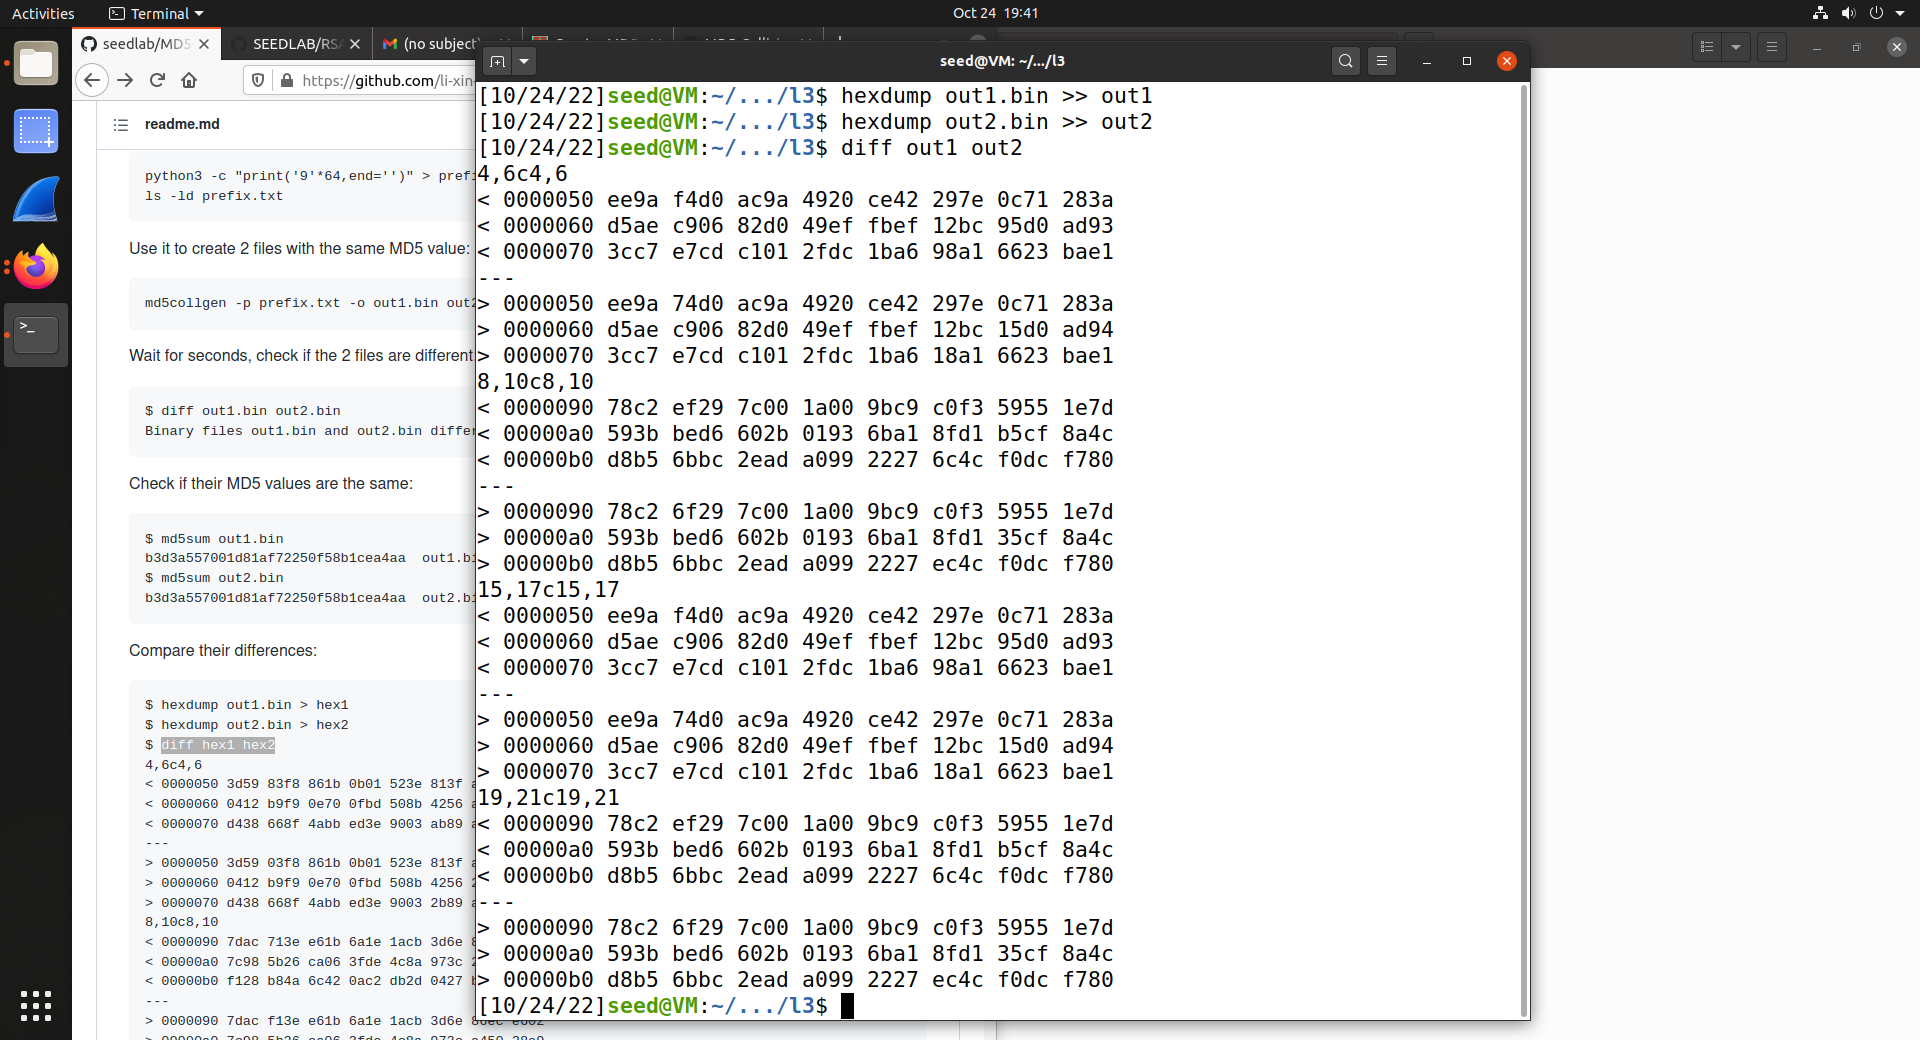 Activities
Terminal
Oct 24 19:41
seedlab/MD5
SEEDLAB/RSA
(no subject)
https://github.com/li-xin
readme.md
python3 -c "print('9'*64,end='')" > prefi
ls -ld prefix.txt
Use it to create 2 files with the same MD5 value:
md5collgen -p prefix.txt -o out1.bin out2
Wait for seconds, check if the 2 files are different
$ diff out1.bin out2.bin
Binary files out1.bin and out2.bin differ
Check if their MD5 values are the same:
$ md5sum out1.bin
b3d3a557001d81af72250f58b1cea4aa  out1.bi
$ md5sum out2.bin
b3d3a557001d81af72250f58b1cea4aa  out2.bi
Compare their differences:
$ hexdump out1.bin > hex1
$ hexdump out2.bin > hex2
$ diff hex1 hex2
4,6c4,6
< 0000050 3d59 83f8 861b 0b01 523e 813f a
< 0000060 0412 b9f9 0e70 0fbd 508b 4256 a
< 0000070 d438 668f 4abb ed3e 9003 ab89 a
---
> 0000050 3d59 03f8 861b 0b01 523e 813f a
> 0000060 0412 b9f9 0e70 0fbd 508b 4256 2
> 0000070 d438 668f 4abb ed3e 9003 2b89 a
8,10c8,10
< 0000090 7dac 713e e61b 6a1e 1acb 3d6e 8
< 00000a0 7c98 5b26 ca06 3fde 4c8a 973c 2
< 00000b0 f128 b84a 6c42 0ac2 db2d 0427 b
---
> 0000090 7dac f13e e61b 6a1e 1acb 3d6e 80ec e602
seed@VM: ~/.../l3
[10/24/22]seed@VM:~/.../l3$ hexdump out1.bin >> out1
[10/24/22]seed@VM:~/.../l3$ hexdump out2.bin >> out2
[10/24/22]seed@VM:~/.../l3$ diff out1 out2
4,6c4,6
< 0000050 ee9a f4d0 ac9a 4920 ce42 297e 0c71 283a
< 0000060 d5ae c906 82d0 49ef fbef 12bc 95d0 ad93
< 0000070 3cc7 e7cd c101 2fdc 1ba6 98a1 6623 bae1
---
> 0000050 ee9a 74d0 ac9a 4920 ce42 297e 0c71 283a
> 0000060 d5ae c906 82d0 49ef fbef 12bc 15d0 ad94
> 0000070 3cc7 e7cd c101 2fdc 1ba6 18a1 6623 bae1
8,10c8,10
< 0000090 78c2 ef29 7c00 1a00 9bc9 c0f3 5955 1e7d
< 00000a0 593b bed6 602b 0193 6ba1 8fd1 b5cf 8a4c
< 00000b0 d8b5 6bbc 2ead a099 2227 6c4c f0dc f780
---
> 0000090 78c2 6f29 7c00 1a00 9bc9 c0f3 5955 1e7d
> 00000a0 593b bed6 602b 0193 6ba1 8fd1 35cf 8a4c
> 00000b0 d8b5 6bbc 2ead a099 2227 ec4c f0dc f780
15,17c15,17
< 0000050 ee9a f4d0 ac9a 4920 ce42 297e 0c71 283a
< 0000060 d5ae c906 82d0 49ef fbef 12bc 95d0 ad93
< 0000070 3cc7 e7cd c101 2fdc 1ba6 98a1 6623 bae1
---
> 0000050 ee9a 74d0 ac9a 4920 ce42 297e 0c71 283a
> 0000060 d5ae c906 82d0 49ef fbef 12bc 15d0 ad94
> 0000070 3cc7 e7cd c101 2fdc 1ba6 18a1 6623 bae1
19,21c19,21
< 0000090 78c2 ef29 7c00 1a00 9bc9 c0f3 5955 1e7d
< 00000a0 593b bed6 602b 0193 6ba1 8fd1 b5cf 8a4c
< 00000b0 d8b5 6bbc 2ead a099 2227 6c4c f0dc f780
---
> 0000090 78c2 6f29 7c00 1a00 9bc9 c0f3 5955 1e7d
> 00000a0 593b bed6 602b 0193 6ba1 8fd1 35cf 8a4c
> 00000b0 d8b5 6bbc 2ead a099 2227 ec4c f0dc f780
[10/24/22]seed@VM:~/.../l3$